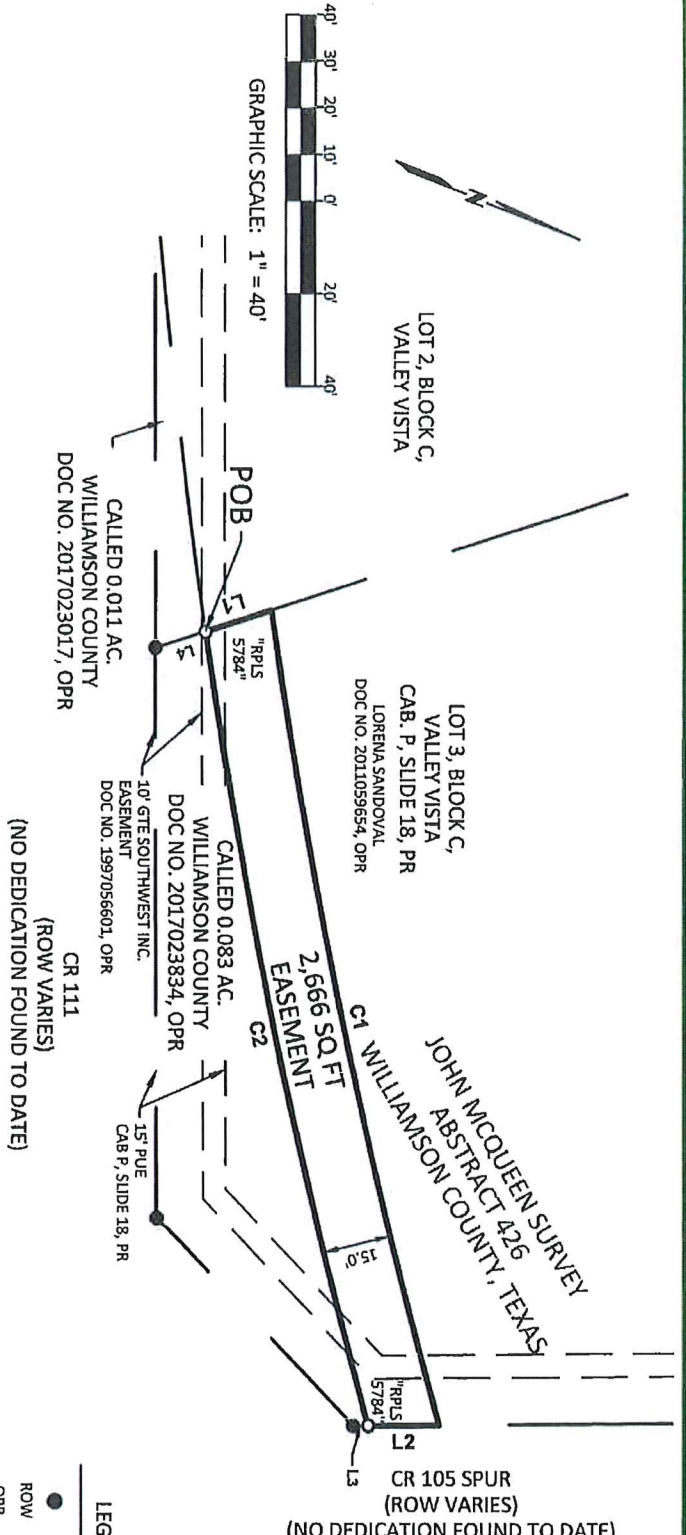 40'
30'
20'
10'
0'
20'
40'
GRAPHIC SCALE: 1" = 40'
N
LOT 2, BLOCK C,
VALLEY VISTA
POB
L1
L4
"RPLS
5784"
CALLED 0.011 AC.
WILLIAMSON COUNTY
DOC NO. 2017023017, OPR
LOT 3, BLOCK C,
VALLEY VISTA
CAB. P, SLIDE 18, PR
LORENA SANDOVAL
DOC NO. 2011059654, OPR
10' GTE SOUTHWEST INC.
EASEMENT
DOC NO. 1997056601, OPR
CALLED 0.083 AC.
WILLIAMSON COUNTY
DOC NO. 2017023834, OPR
C2
2,666 SQ FT
EASEMENT
C1
JOHN MCQUEEN SURVEY
ABSTRACT 426
WILLIAMSON COUNTY, TEXAS
CR 111
(ROW VARIES)
(NO DEDICATION FOUND TO DATE)
15' PUE
CAB P, SLIDE 18, PR
15.0'
"RPLS
5784"
L2
L3
CR 105 SPUR
(ROW VARIES)
(NO DEDICATION FOUND TO DATE)
LEG
ROW
OPR